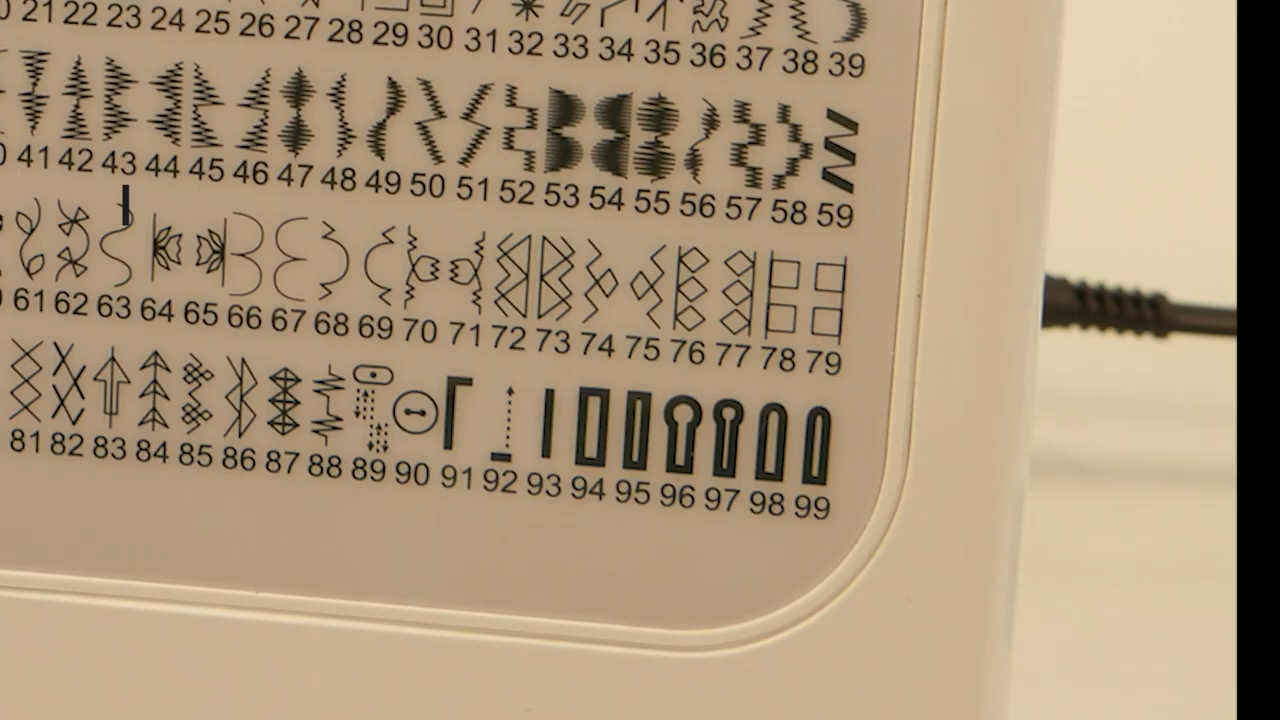 21 22 23 24 25 26 27 28 29 30 31 32 33 34 35 36 37 38 39
41 42 43 44 45 46 47 48 49 50 51 52 53 54 55 56 57 58 59
61 62 63 64 65 66 67 68 69 70 71 72 73 74 75 76 77 78 79
81 82 83 84 85 86 87 88 89 90 91 92 93 94 95 96 97 98 99